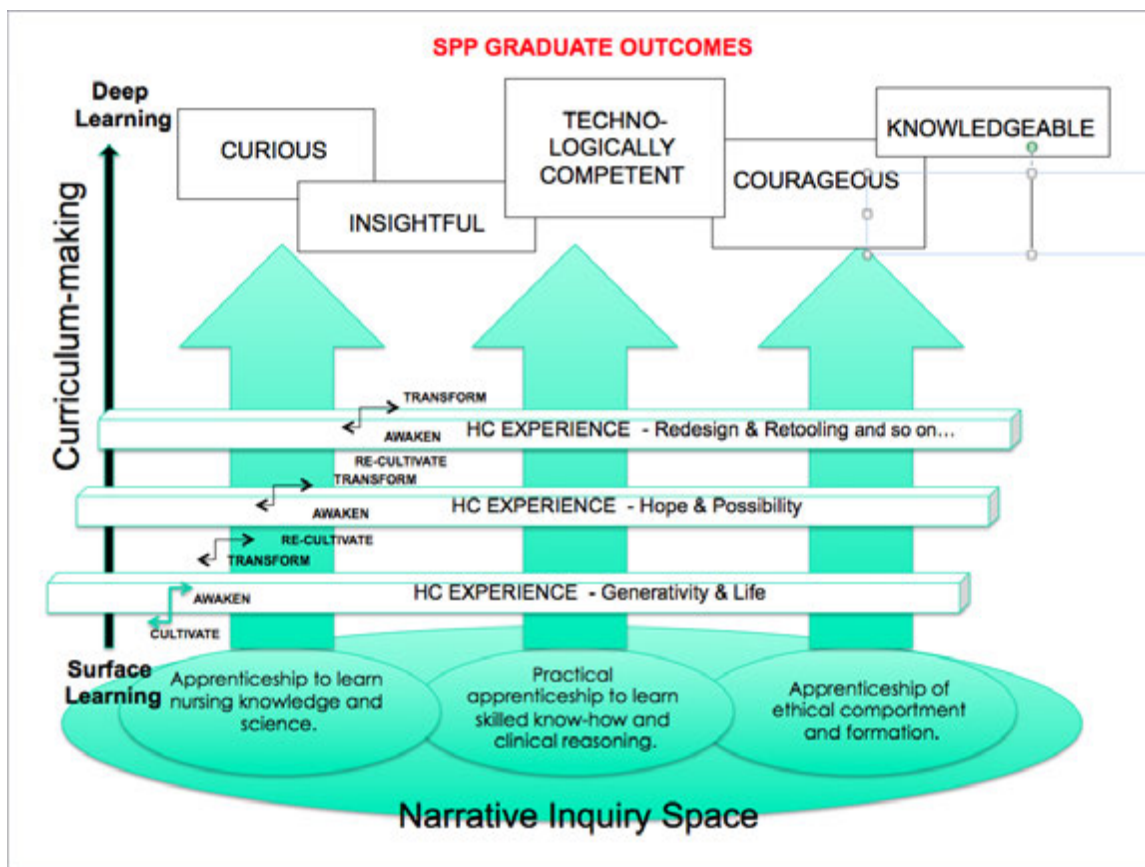 SPP GRADUATE OUTCOMES
Deep
Learning
CURIOUS
INSIGHTFUL
TECHNO-
LOGICALLY
COMPETENT
COURAGEOUS
KNOWLEDGEABLE
Curriculum-making
TRANSFORM
AWAKEN
HC EXPERIENCE - Redesign & Retooling and so on...
RE-CULTIVATE
TRANSFORM
AWAKEN
HC EXPERIENCE - Hope & Possibility
RE-CULTIVATE
TRANSFORM
AWAKEN
HC EXPERIENCE - Generativity & Life
CULTIVATE
Surface
Learning
Apprenticeship to learn
nursing knowledge and
science.
Practical
apprenticeship to learn
skilled know-how and
clinical reasoning.
Apprenticeship of
ethical comportment
and formation.
Narrative Inquiry Space